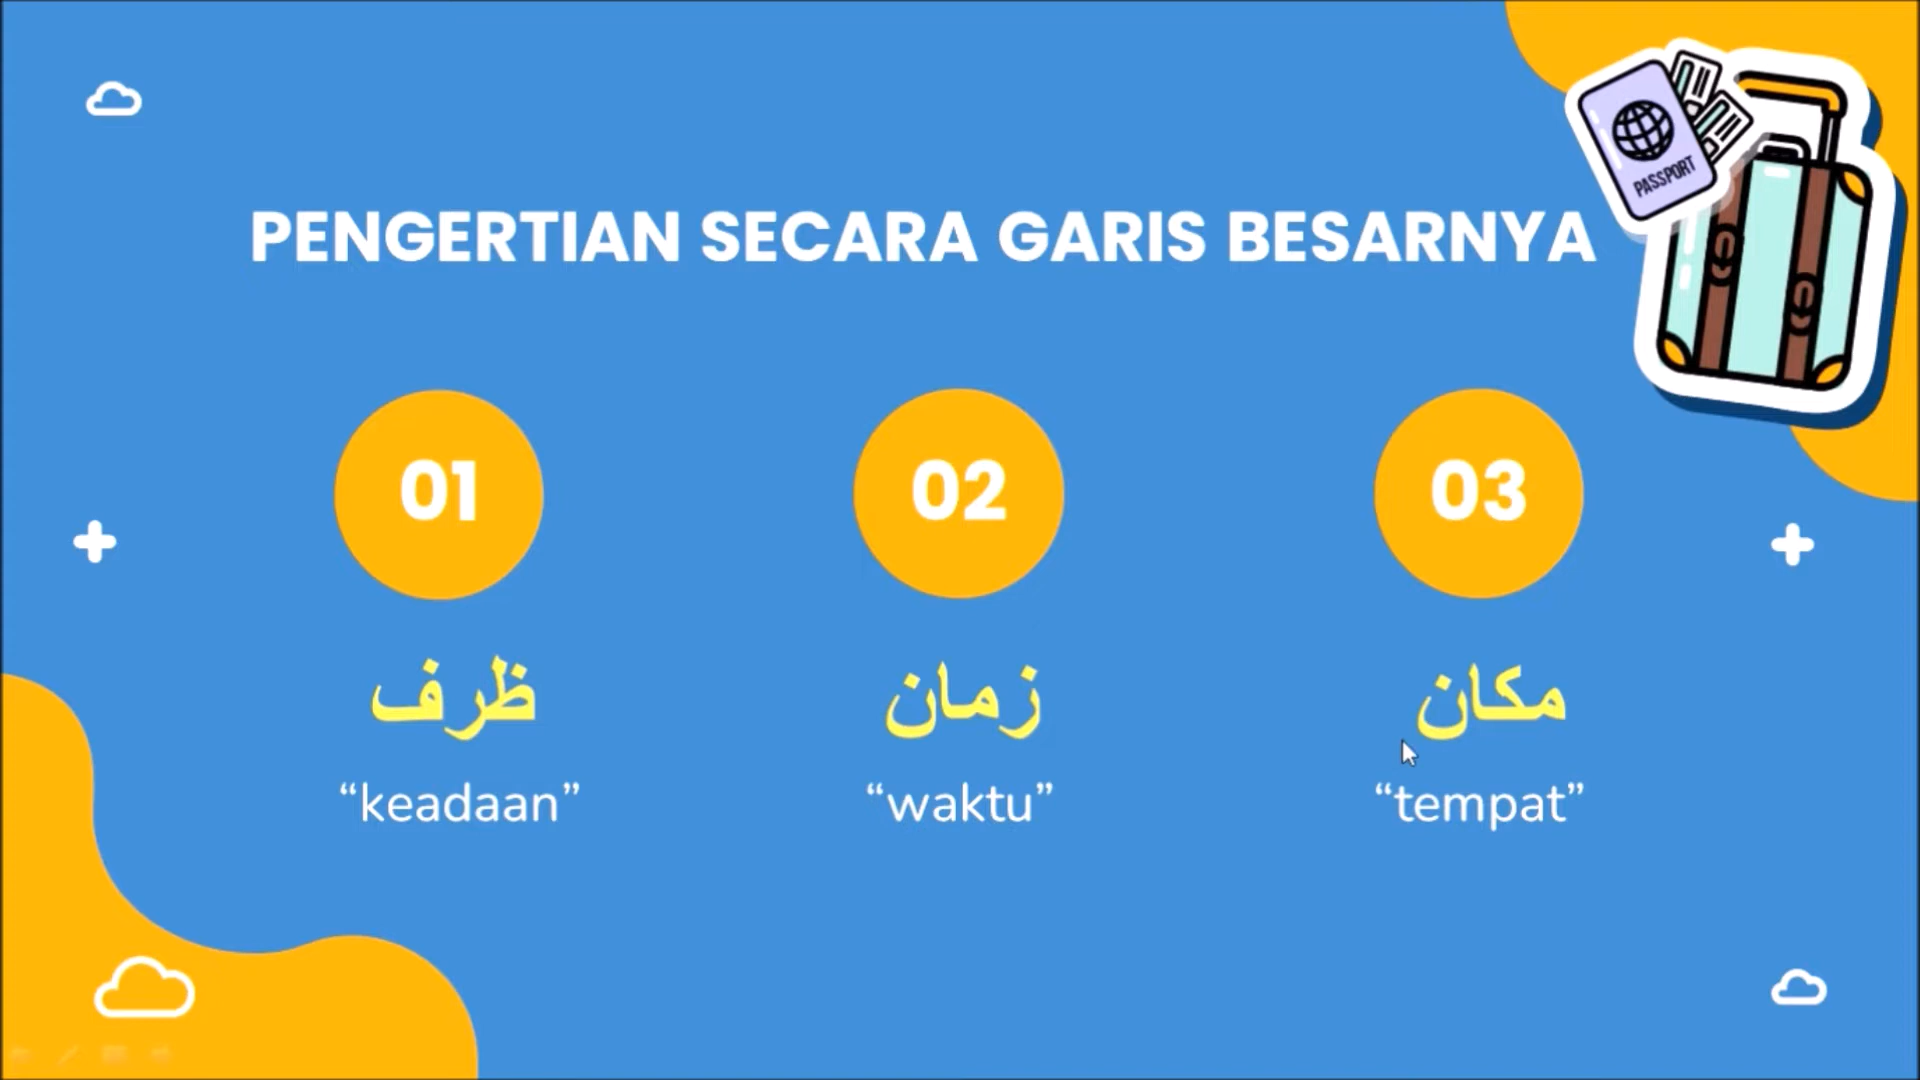 PASSPORT
PENGERTIAN SECARA GARIS BESARNYA
01
02
03
ظرف
زمان
مكان
“keadaan”
“waktu”
“tempat”